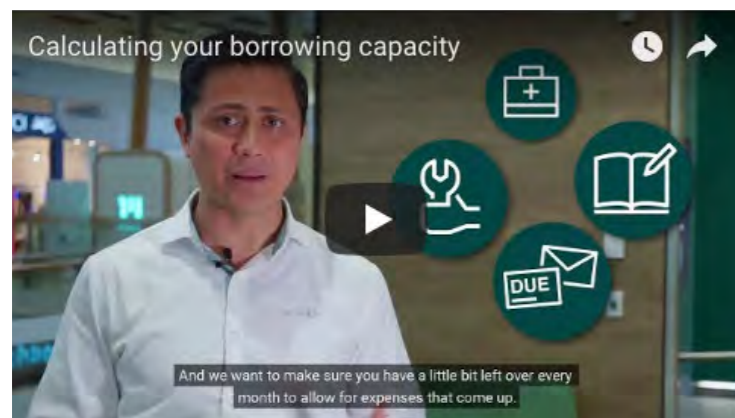 Calculating your borrowing capacity
DUE
And we want to make sure you have a little bit left over every
month to allow for expenses that come up.